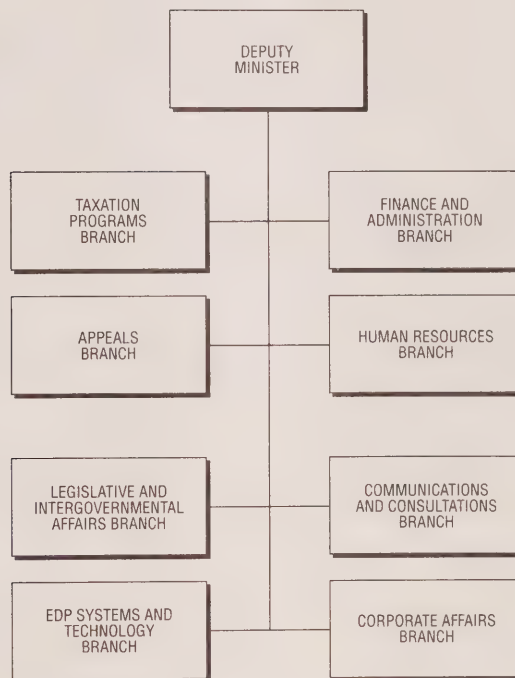 DEPUTY
MINISTER
TAXATION
PROGRAMS
BRANCH
FINANCE AND
ADMINISTRATION
BRANCH
APPEALS
BRANCH
HUMAN RESOURCES
BRANCH
LEGISLATIVE AND
INTERGOVERNMENTAL
AFFAIRS BRANCH
COMMUNICATIONS
AND CONSULTATIONS
BRANCH
EDP SYSTEMS AND
TECHNOLOGY
BRANCH
CORPORATE AFFAIRS
BRANCH